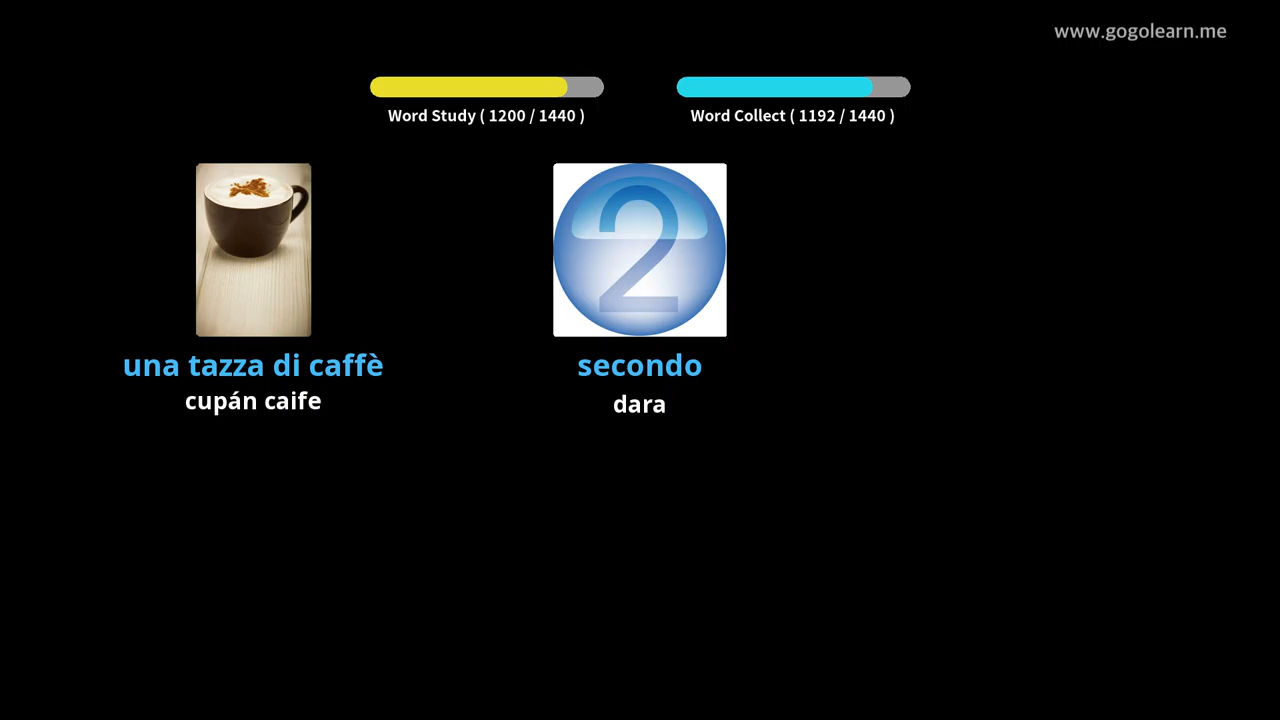 www.gogolearn.me
Word Study ( 1200 / 1440 )
Word Collect ( 1192 / 1440 )
2
una tazza di caffè
cupán caife
secondo
dara